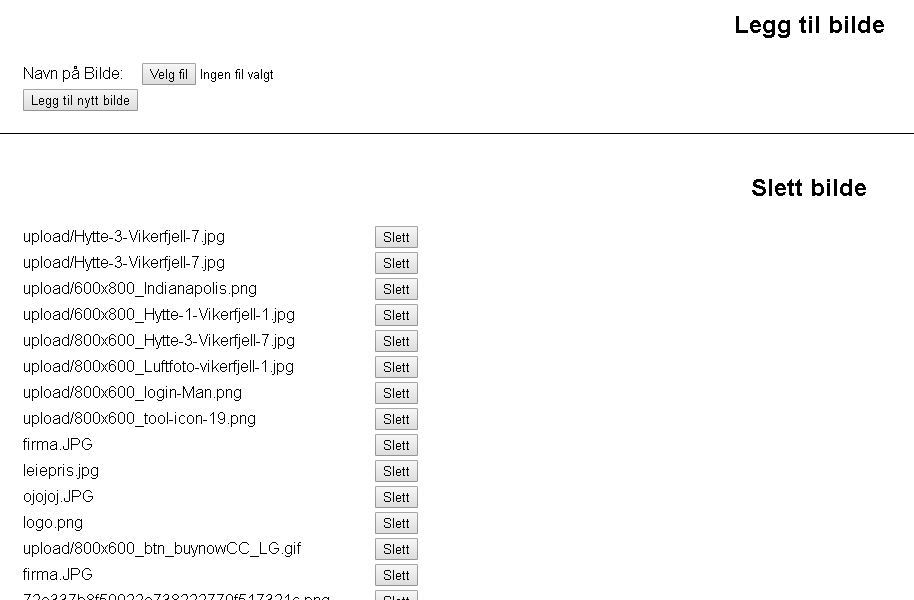 Legg til bilde
Navn på Bilde: Velg fil Ingen fil valgt
Legg til nytt bilde
Slett bilde
upload/Hytte-3-Vikerfjell-7.jpg Slett
upload/Hytte-3-Vikerfjell-7.jpg Slett
upload/600x800_Indianapolis.png Slett
upload/600x800_Hytte-1-Vikerfjell-1.jpg Slett
upload/800x600_Hytte-3-Vikerfjell-7.jpg Slett
upload/800x600_Luftfoto-vikerfjell-1.jpg Slett
upload/800x600_login-Man.png Slett
upload/800x600_tool-icon-19.png Slett
firma.JPG Slett
leiepris.jpg Slett
ojojoj.JPG Slett
logo.png Slett
upload/800x600_btn_buynowCC_LG.gif Slett
firma.JPG Slett
Slett